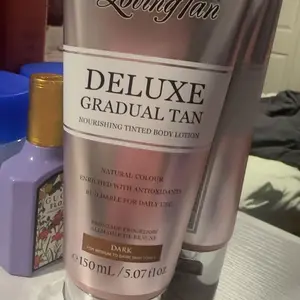 Loving Tan
DELUXE
GRADUAL TAN
NOURISHING TINTED BODY LOTION
NATURAL COLOUR
ENRICHED WITH ANTIOXIDANTS
BUILDABLE FOR DAILY USE
DARK
e 150 mL / 5.07 fl oz